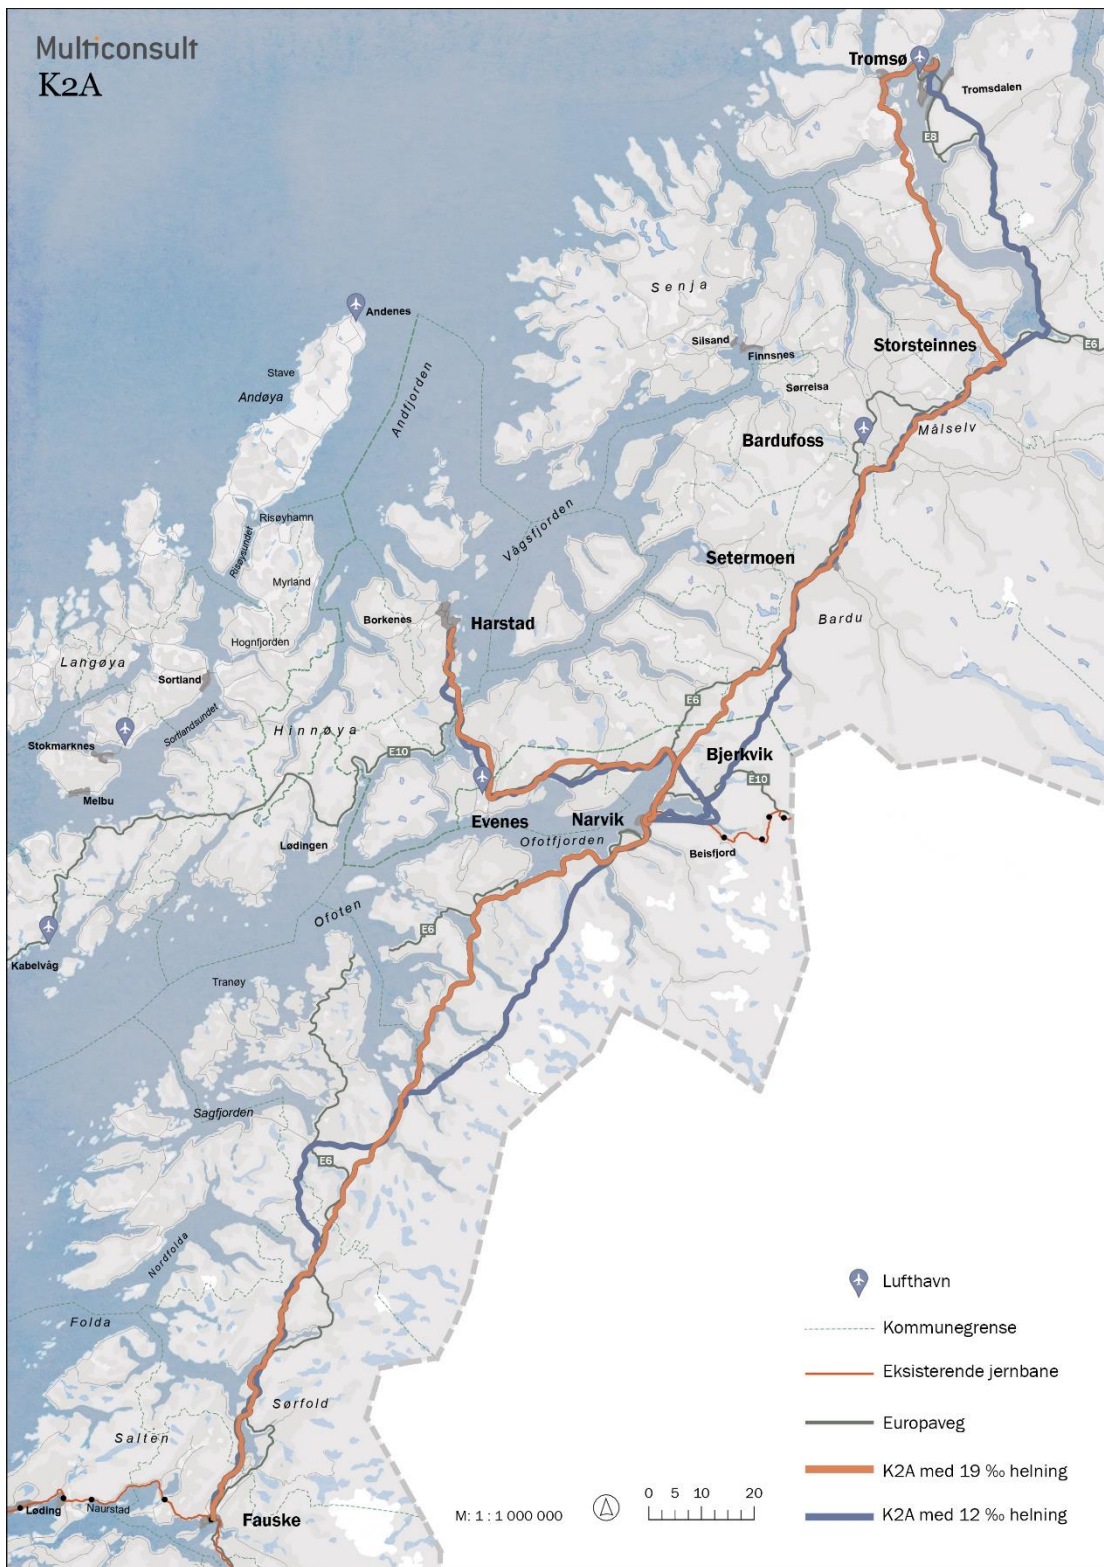 Multiconsult
K2A
Tromsø
Tromsdalen
E8
Andenes
Senja
Stave
Andøya
Andfjorden
Silsand
Finnsnes
Storsteinnes
E6
Sørreisa
Bardufoss
Målselv
Risøyhamn
Risøysundet
Vågsfjorden
Setermoen
Myrland
Borkenes
Harstad
Bardu
Hognfjorden
Langøya
Sortland
Sortlandsundet
Stokmarknes
Hinnøya
E10
E6
Bjerkvik
E10
Melbu
Evenes
Narvik
Ofotfjorden
Lødingen
Beisfjord
Ofoten
E6
Kabelvåg
Tranøy
Sagfjorden
E6
Nordfolda
Folda
Sørfold
Salten
Løding
Naurstad
Fauske
Lufthavn
Kommunegrense
Eksisterende jernbane
Europaveg
K2A med 19 ‰ helning
K2A med 12 ‰ helning
M: 1 : 1 000 000
0 5 10 20